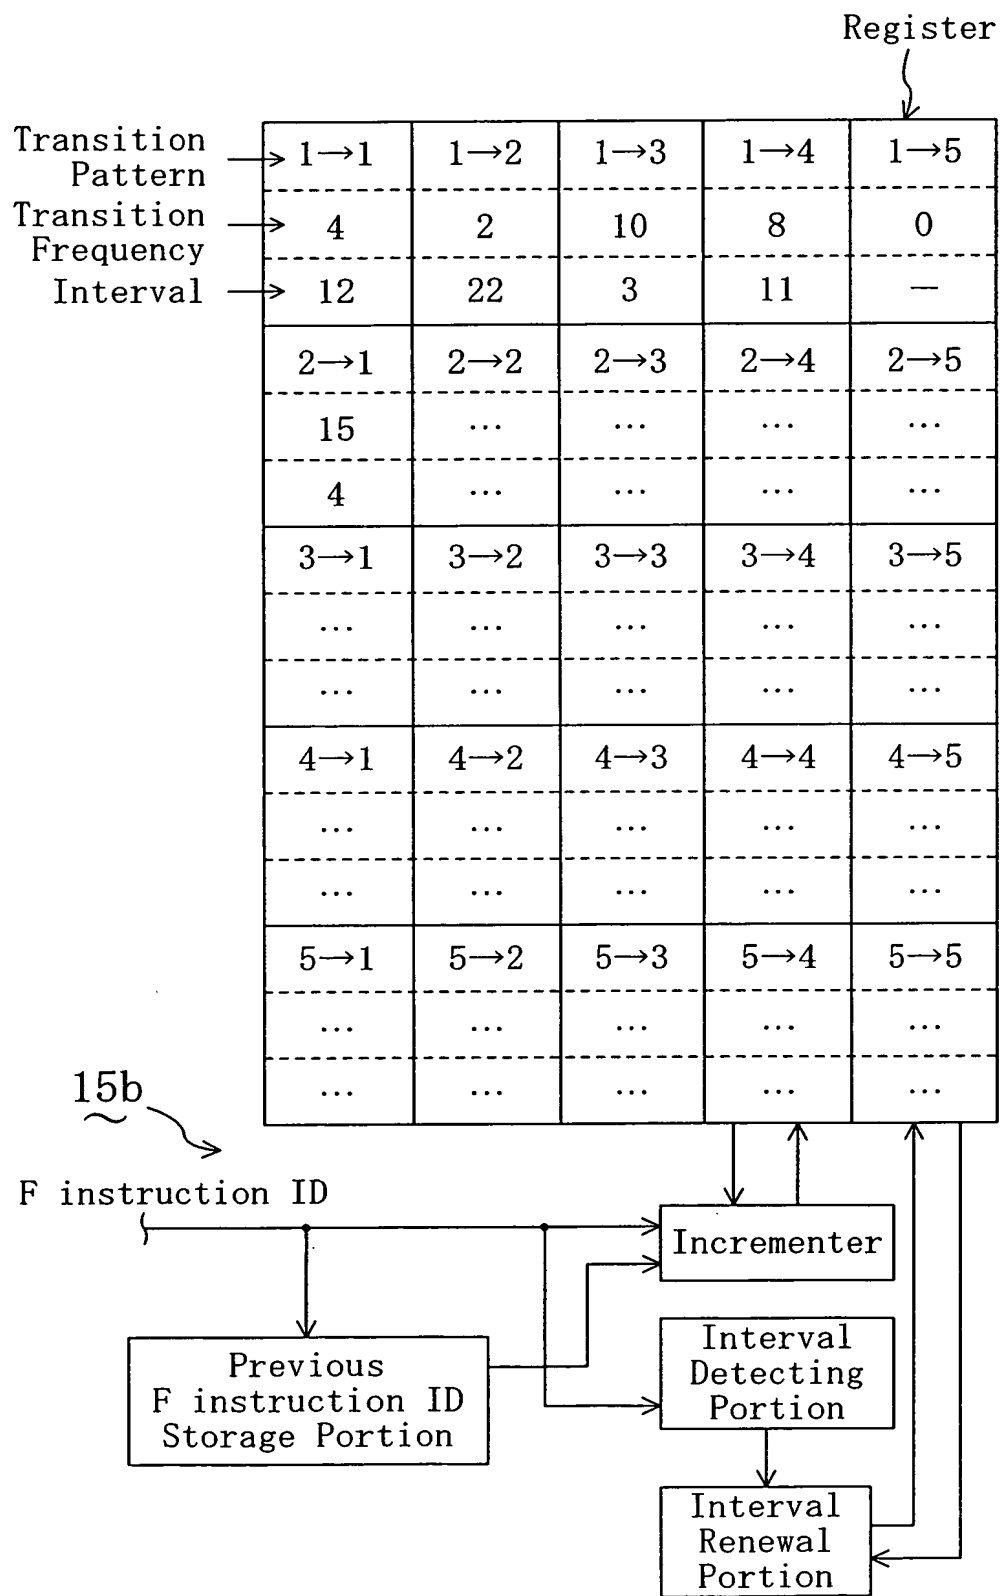 Register
Transition Pattern
1→1 1→2 1→3 1→4 1→5
Transition Frequency
4 2 10 8 0
Interval
12 22 3 11 —
2→1 2→2 2→3 2→4 2→5
15 ... ... ... ...
4 ... ... ... ...
3→1 3→2 3→3 3→4 3→5
... ... ... ... ...
... ... ... ... ...
4→1 4→2 4→3 4→4 4→5
... ... ... ... ...
... ... ... ... ...
5→1 5→2 5→3 5→4 5→5
... ... ... ... ...
... ... ... ... ...
15b
F instruction ID
Incrementer
Previous
F instruction ID
Storage Portion
Interval
Detecting
Portion
Interval
Renewal
Portion